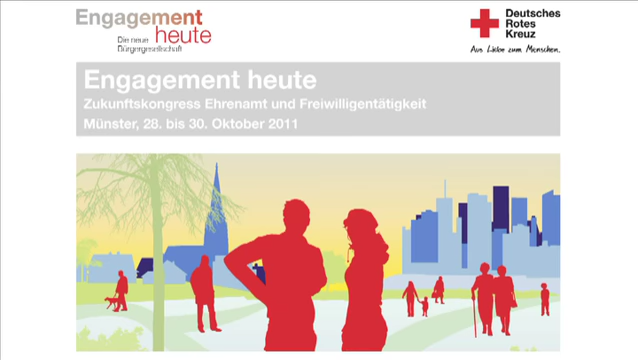 Engagement
heute
Die neue
Bürgergesellschaft
Deutsches
Rotes
Kreuz
Aus Liebe zum Menschen.
Engagement heute
Zukunftskongress Ehrenamt und Freiwilligentätigkeit
Münster, 28. bis 30. Oktober 2011